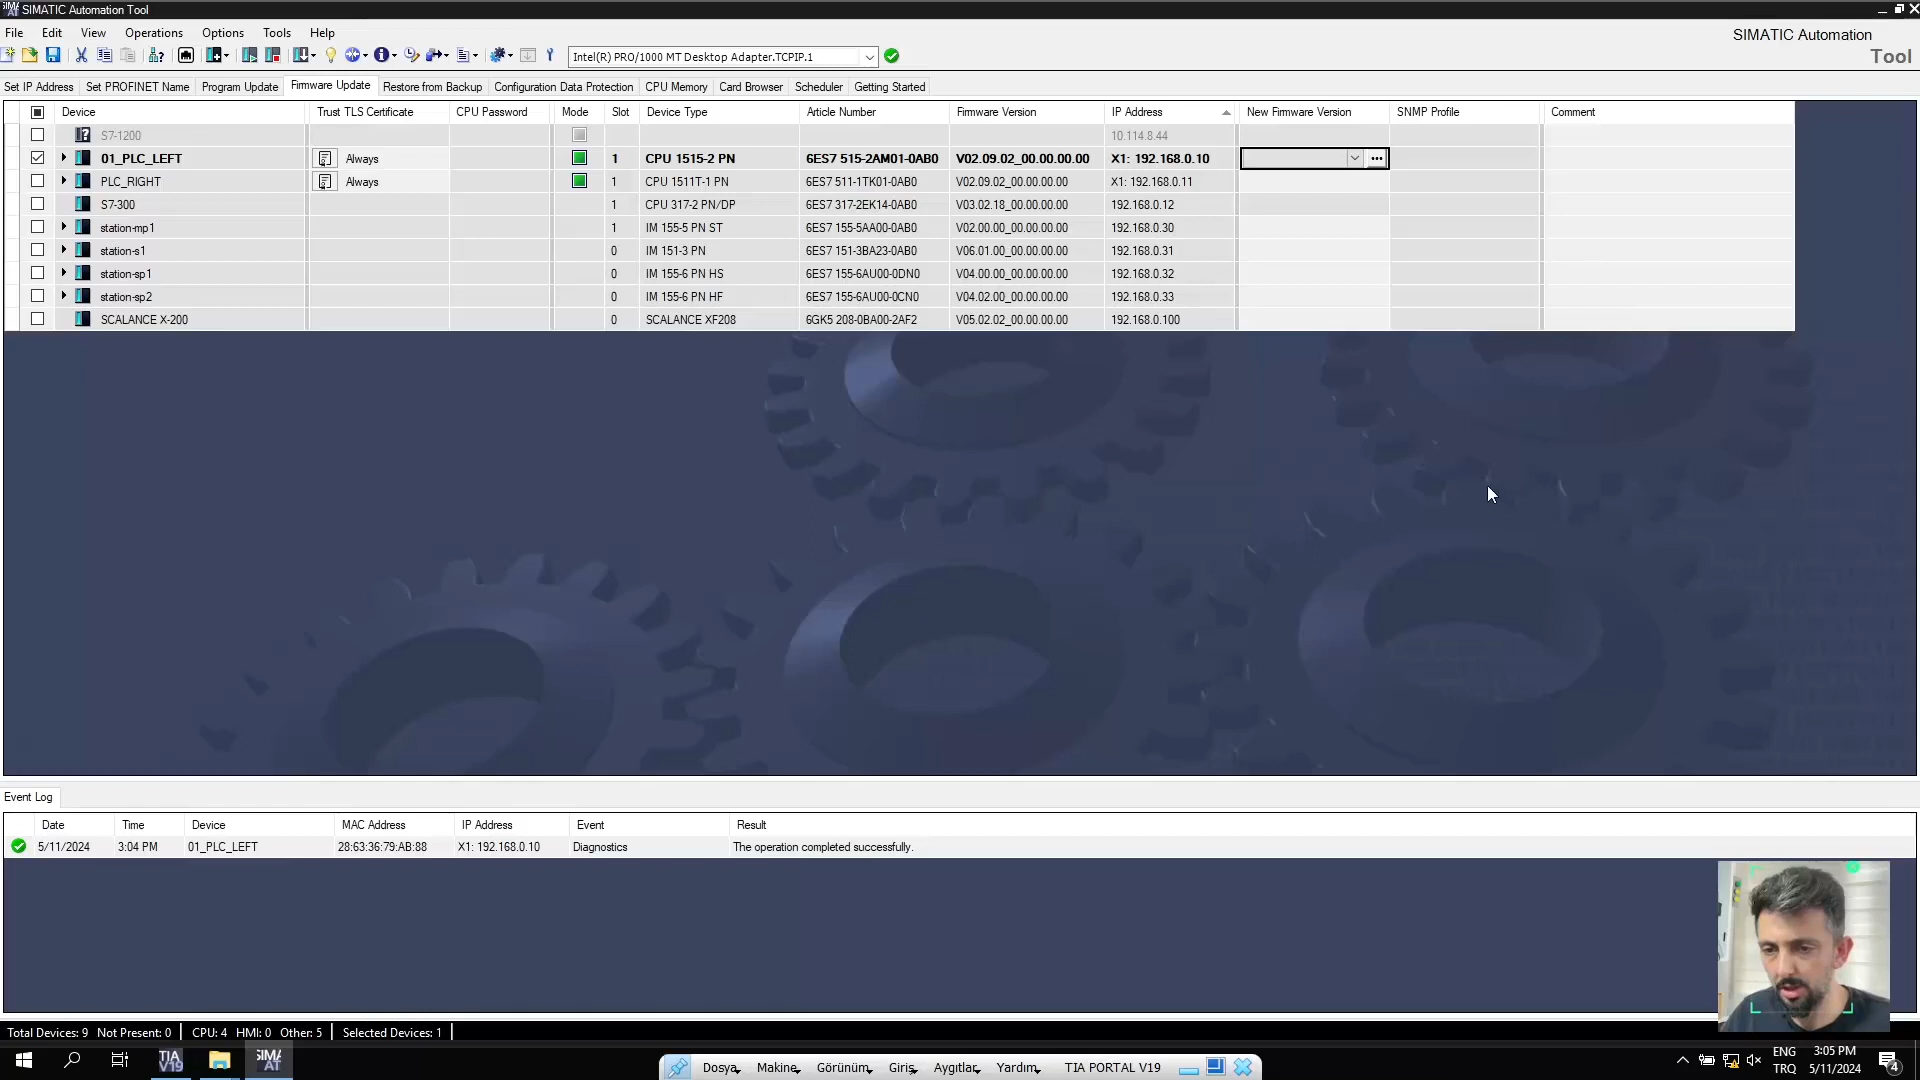 SIMATIC Automation Tool
File Edit View Operations Options Tools Help
SIMATIC Automation
Tool
Intel(R) PRO/1000 MT Desktop Adapter.TCPIP.1
Set IP Address Set PROFINET Name Program Update Firmware Update Restore from Backup Configuration Data Protection CPU Memory Card Browser Scheduler Getting Started
Device Trust TLS Certificate CPU Password Mode Slot Device Type Article Number Firmware Version IP Address New Firmware Version SNMP Profile Comment
S7-1200 10.114.8.44
01_PLC_LEFT Always 1 CPU 1515-2 PN 6ES7 515-2AM01-0AB0 V02.09.02_00.00.00.00 X1: 192.168.0.10
PLC_RIGHT Always 1 CPU 1511T-1 PN 6ES7 511-1TK01-0AB0 V02.09.02_00.00.00.00 X1: 192.168.0.11
S7-300 1 CPU 317-2 PN/DP 6ES7 317-2EK14-0AB0 V03.02.18_00.00.00.00 192.168.0.12
station-mp1 1 IM 155-5 PN ST 6ES7 155-5AA00-0AB0 V02.00.00_00.00.00.00 192.168.0.30
station-s1 0 IM 151-3 PN 6ES7 151-3BA23-0AB0 V06.01.00_00.00.00.00 192.168.0.31
station-sp1 0 IM 155-6 PN HS 6ES7 155-6AU00-0DN0 V04.00.00_00.00.00.00 192.168.0.32
station-sp2 0 IM 155-6 PN HF 6ES7 155-6AU00-0CN0 V04.02.00_00.00.00.00 192.168.0.33
SCALANCE X-200 0 SCALANCE XF208 6GK5 208-0BA00-2AF2 V05.02.02_00.00.00.00 192.168.0.100
Event Log
Date Time Device MAC Address IP Address Event Result
5/11/2024 3:04 PM 01_PLC_LEFT 28:63:36:79:AB:88 X1: 192.168.0.10 Diagnostics The operation completed successfully.
Total Devices: 9 Not Present: 0 CPU: 4 HMI: 0 Other: 5 Selected Devices: 1
TIA
V19
SIMA
AT
Dosya Makine Görünüm Giriş Aygıtlar Yardım TIA PORTAL V19
ENG
TRQ
3:05 PM
5/11/2024
4